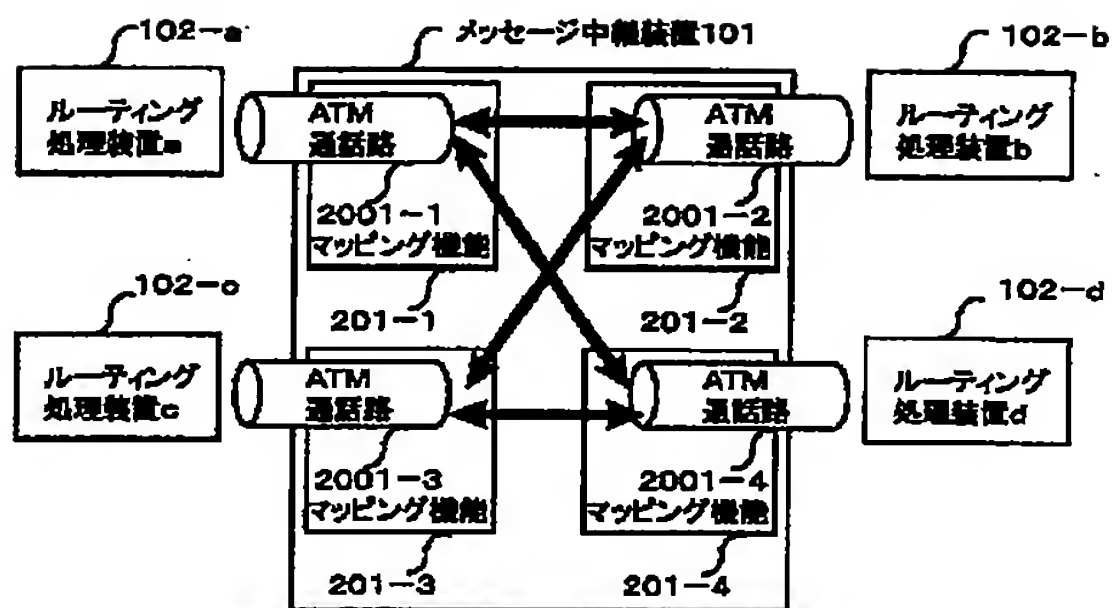 102-a
メッセージ中継装置101
102-b
ルーティング
処理装置a
ATM
通話路
ATM
通話路
ルーティング
処理装置b
2001-1
マッピング機能
2001-2
マッピング機能
102-c
201-1
201-2
102-d
ルーティング
処理装置c
ATM
通話路
ATM
通話路
ルーティング
処理装置d
2001-3
マッピング機能
2001-4
マッピング機能
201-3
201-4